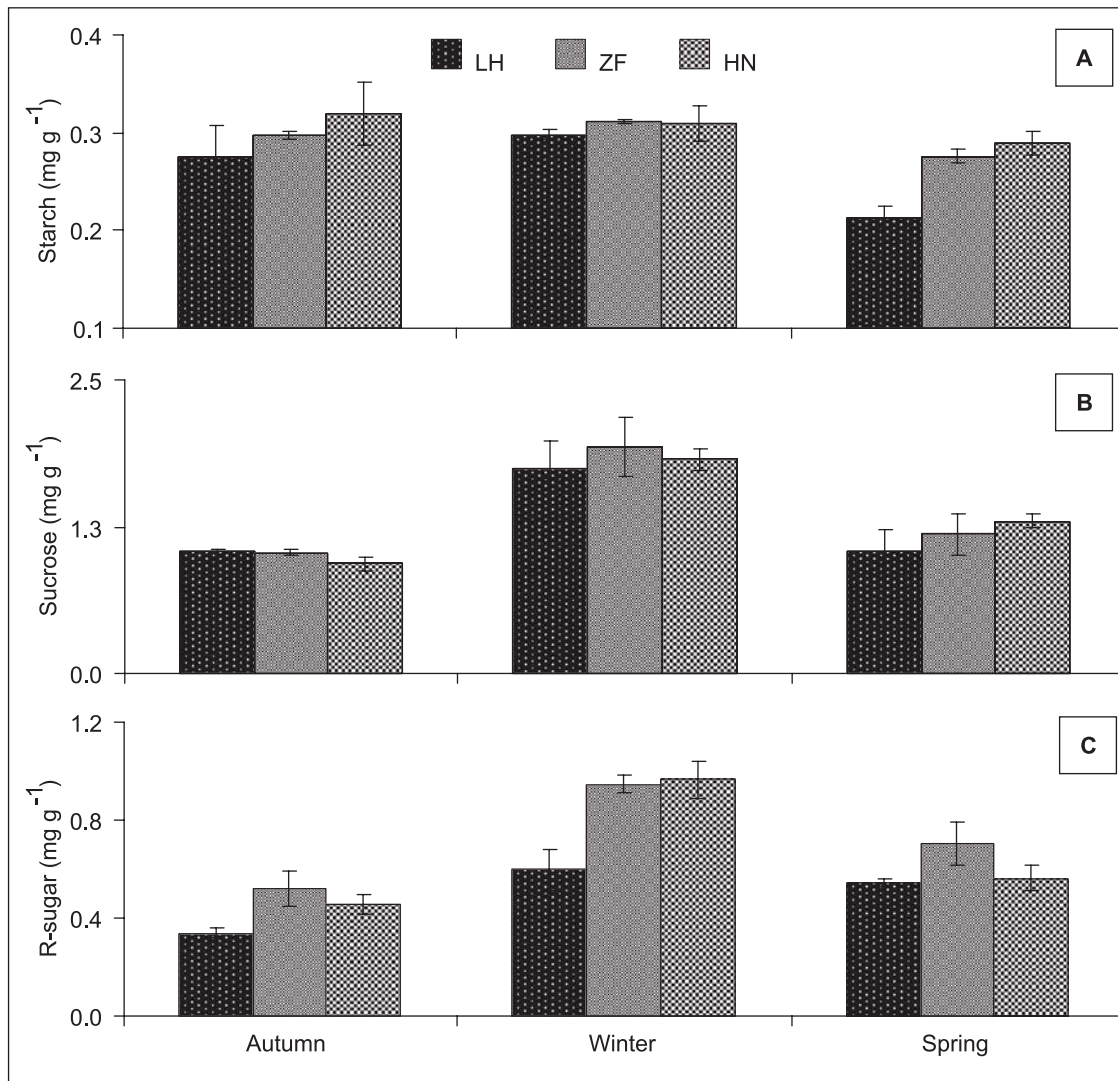 0.4
LH ZF HN
A
0.3
0.2
0.1
Starch (mg g⁻¹)
2.5
B
1.3
0.0
Sucrose (mg g⁻¹)
1.2
C
0.8
0.4
0.0
R-sugar (mg g⁻¹)
Autumn Winter Spring